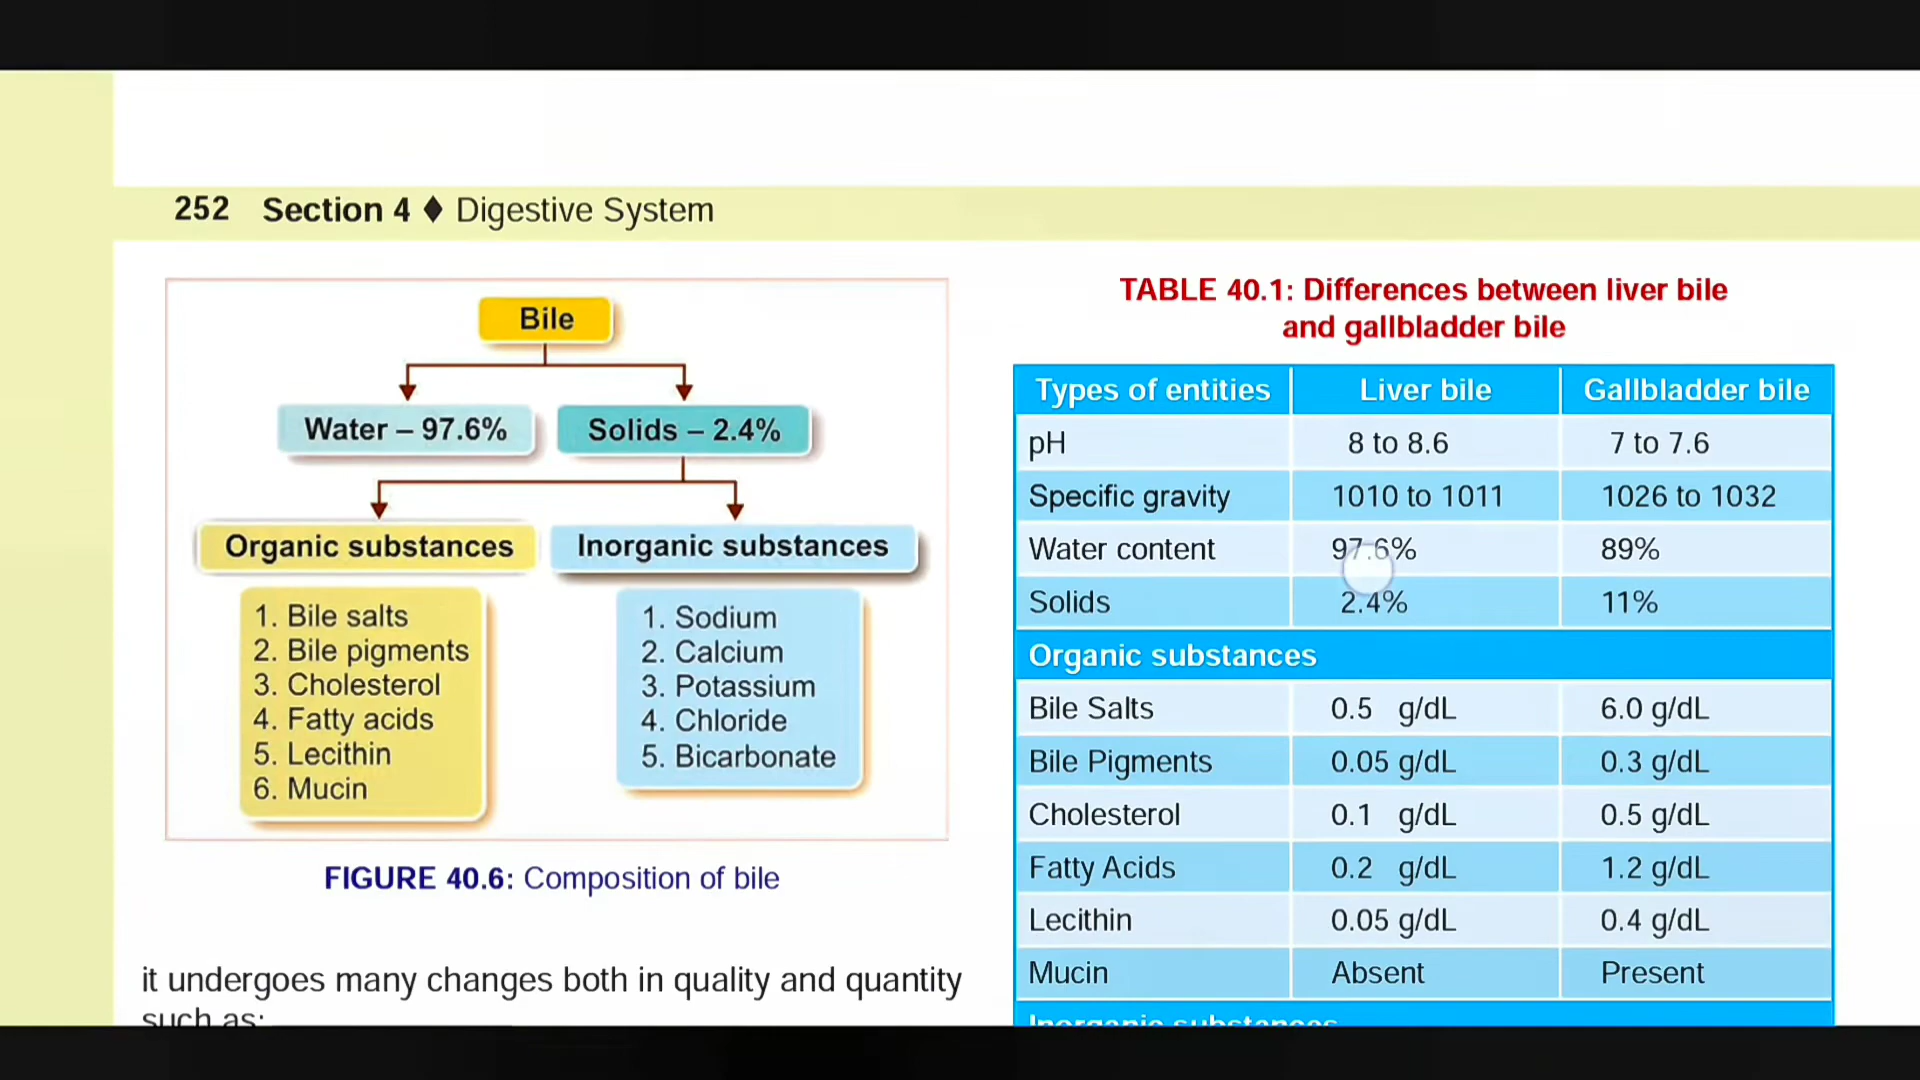 252 Section 4 ♦ Digestive System
Bile
Water – 97.6%
Solids – 2.4%
Organic substances
Inorganic substances
1. Bile salts
2. Bile pigments
3. Cholesterol
4. Fatty acids
5. Lecithin
6. Mucin
1. Sodium
2. Calcium
3. Potassium
4. Chloride
5. Bicarbonate
FIGURE 40.6: Composition of bile
it undergoes many changes both in quality and quantity
such as:
TABLE 40.1: Differences between liver bile
and gallbladder bile
Types of entities Liver bile Gallbladder bile
pH 8 to 8.6 7 to 7.6
Specific gravity 1010 to 1011 1026 to 1032
Water content 97.6% 89%
Solids 2.4% 11%
Organic substances
Bile Salts 0.5 g/dL 6.0 g/dL
Bile Pigments 0.05 g/dL 0.3 g/dL
Cholesterol 0.1 g/dL 0.5 g/dL
Fatty Acids 0.2 g/dL 1.2 g/dL
Lecithin 0.05 g/dL 0.4 g/dL
Mucin Absent Present
Inorganic substances